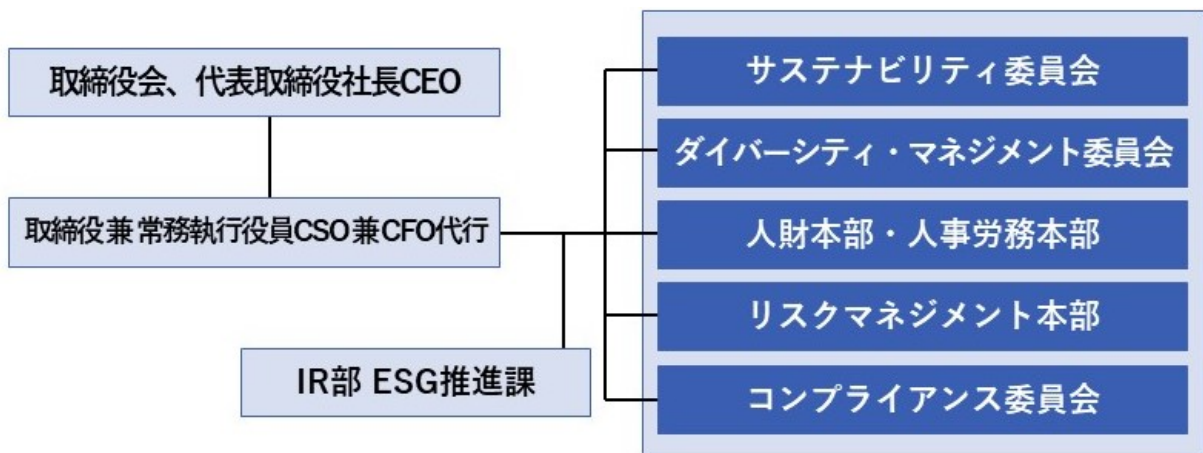 取締役会、代表取締役社長CEO
取締役 兼 常務執行役員CSO 兼 CFO代行
IR部 ESG推進課
サステナビリティ委員会
ダイバーシティ・マネジメント委員会
人財本部・人事労務本部
リスクマネジメント本部
コンプライアンス委員会